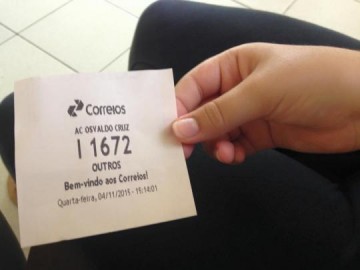 Correios
AC OSVALDO CRUZ
I 1672
OUTROS
Bem-vindo aos Correios!
Quarta-feira, 04/11/2015 - 15:14:01